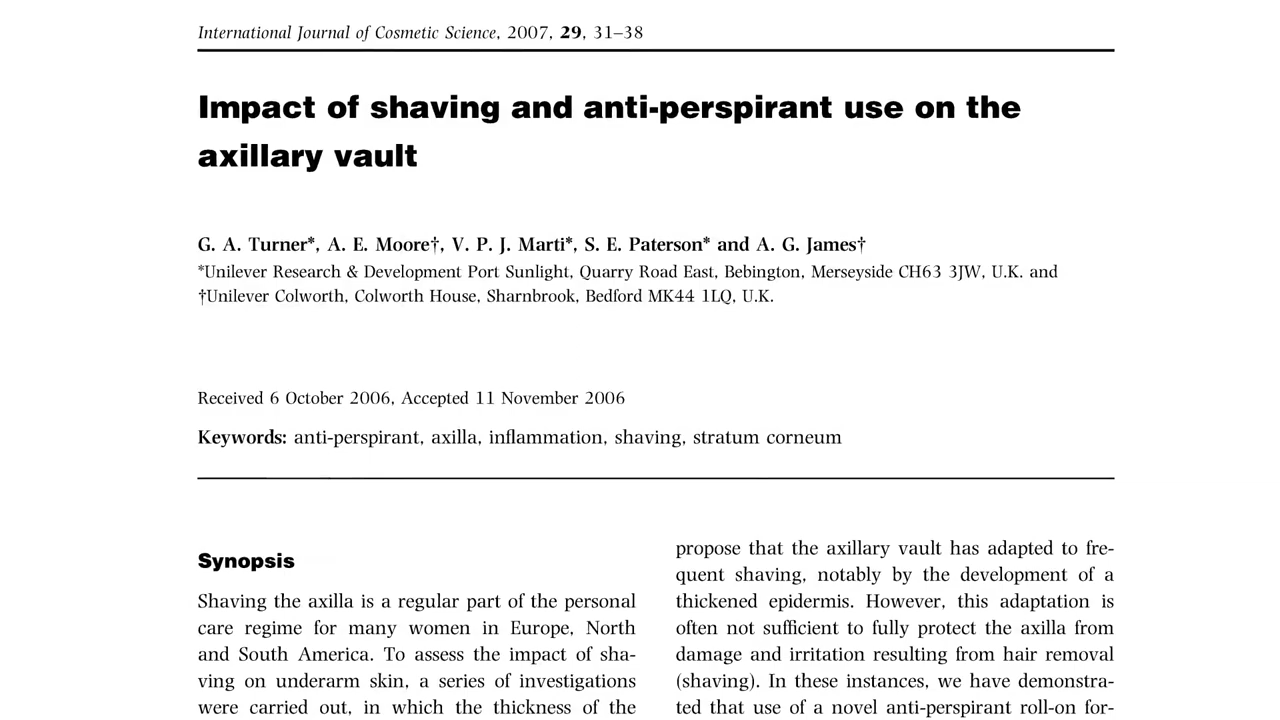 International Journal of Cosmetic Science, 2007, 29, 31–38
Impact of shaving and anti-perspirant use on the
axillary vault
G. A. Turner*, A. E. Moore†, V. P. J. Marti*, S. E. Paterson* and A. G. James†
*Unilever Research & Development Port Sunlight, Quarry Road East, Bebington, Merseyside CH63 3JW, U.K. and
†Unilever Colworth, Colworth House, Sharnbrook, Bedford MK44 1LQ, U.K.
Received 6 October 2006, Accepted 11 November 2006
Keywords: anti-perspirant, axilla, inflammation, shaving, stratum corneum
Synopsis
Shaving the axilla is a regular part of the personal
care regime for many women in Europe, North
and South America. To assess the impact of sha-
ving on underarm skin, a series of investigations
were carried out, in which the thickness of the
propose that the axillary vault has adapted to fre-
quent shaving, notably by the development of a
thickened epidermis. However, this adaptation is
often not sufficient to fully protect the axilla from
damage and irritation resulting from hair removal
(shaving). In these instances, we have demonstra-
ted that use of a novel anti-perspirant roll-on for-